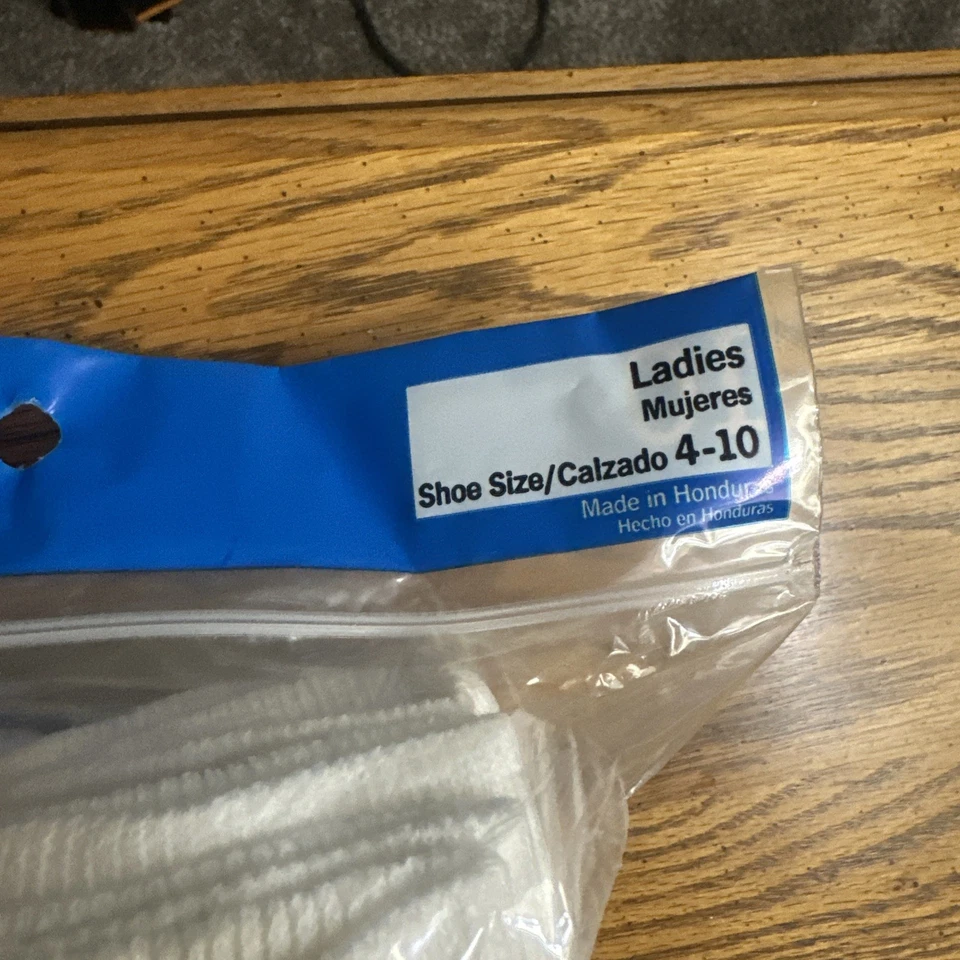 Ladies
Mujeres
Shoe Size/Calzado 4-10
Made in Honduras
Hecho en Honduras